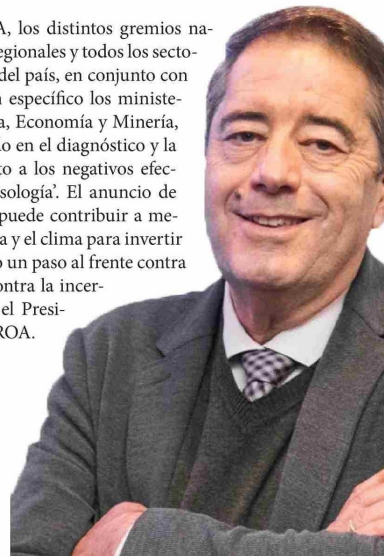 A, los distintos gremios na-
egionales y todos los secto-
del país, en conjunto con
específico los ministe-
a, Economía y Minería,
o en el diagnóstico y la
to a los negativos efec-
sología’. El anuncio de
puede contribuir a me-
a y el clima para invertir
o un paso al frente contra
ontra la incer-
el Presi-
ROA.